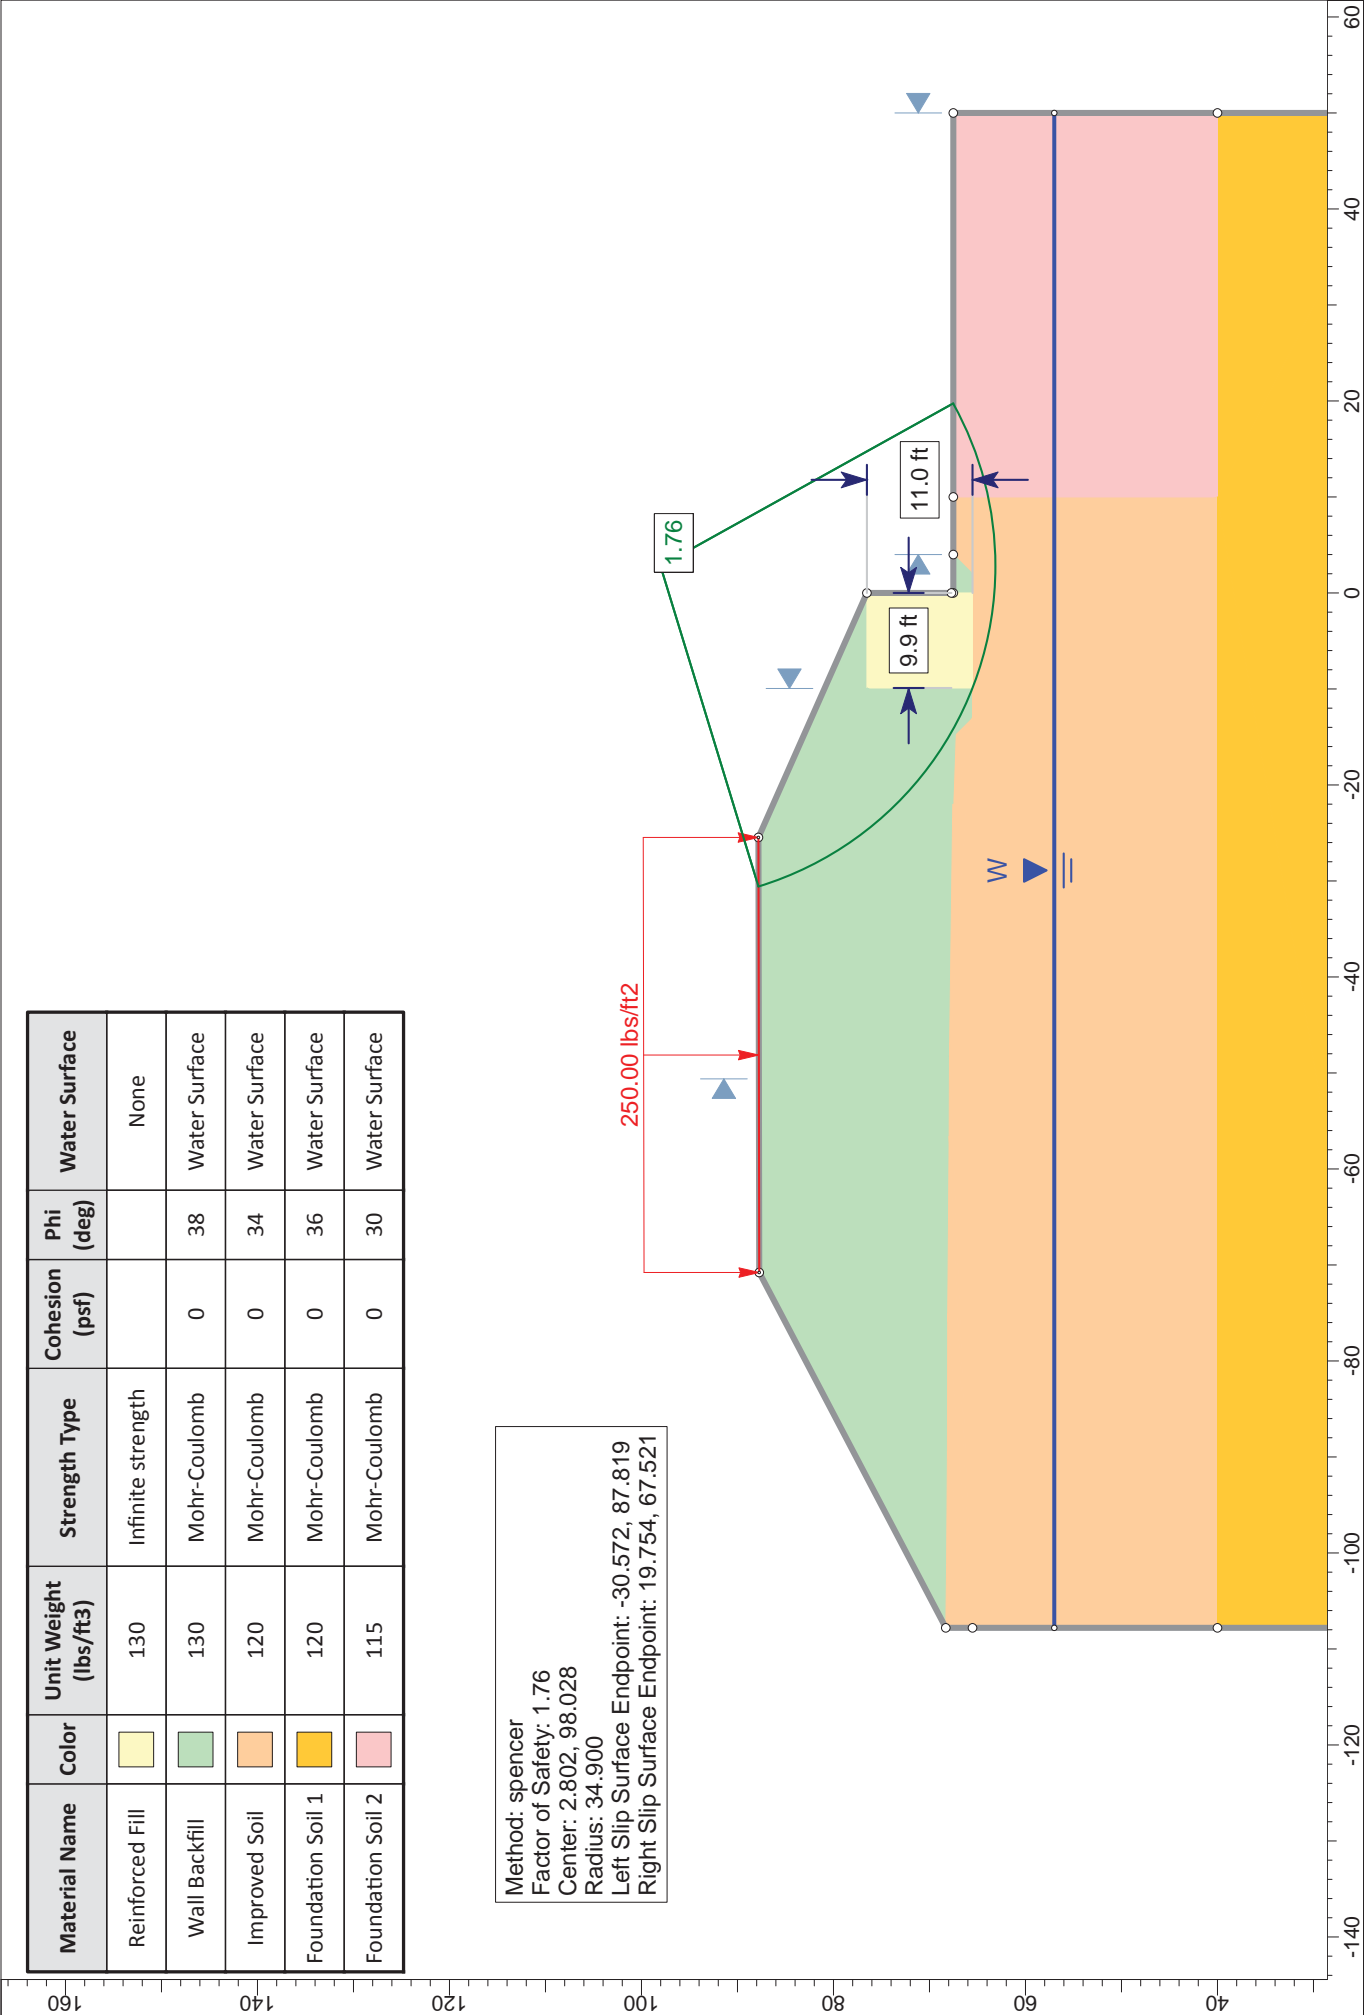 Material Name Color Unit Weight (lbs/ft3) Strength Type Cohesion (psf) Phi (deg) Water Surface
Reinforced Fill 130 Infinite strength None
Wall Backfill 130 Mohr-Coulomb 0 38 Water Surface
Improved Soil 120 Mohr-Coulomb 0 34 Water Surface
Foundation Soil 1 120 Mohr-Coulomb 0 36 Water Surface
Foundation Soil 2 115 Mohr-Coulomb 0 30 Water Surface
Method: spencer
Factor of Safety: 1.76
Center: 2.802, 98.028
Radius: 34.900
Left Slip Surface Endpoint: -30.572, 87.819
Right Slip Surface Endpoint: 19.754, 67.521
250.00 lbs/ft2
1.76
9.9 ft
11.0 ft
W
160
140
120
100
80
60
40
-140 -120 -100 -80 -60 -40 -20 0 20 40 60